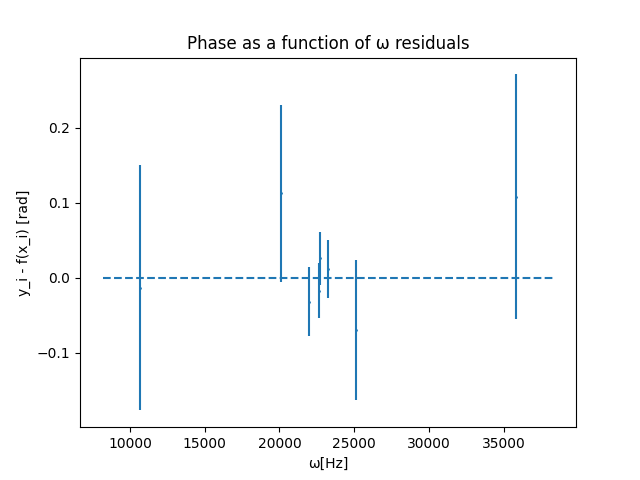 Phase as a function of ω residuals
y_i - f(x_i) [rad]
0.2
0.1
0.0
−0.1
10000 15000 20000 25000 30000 35000
ω[Hz]